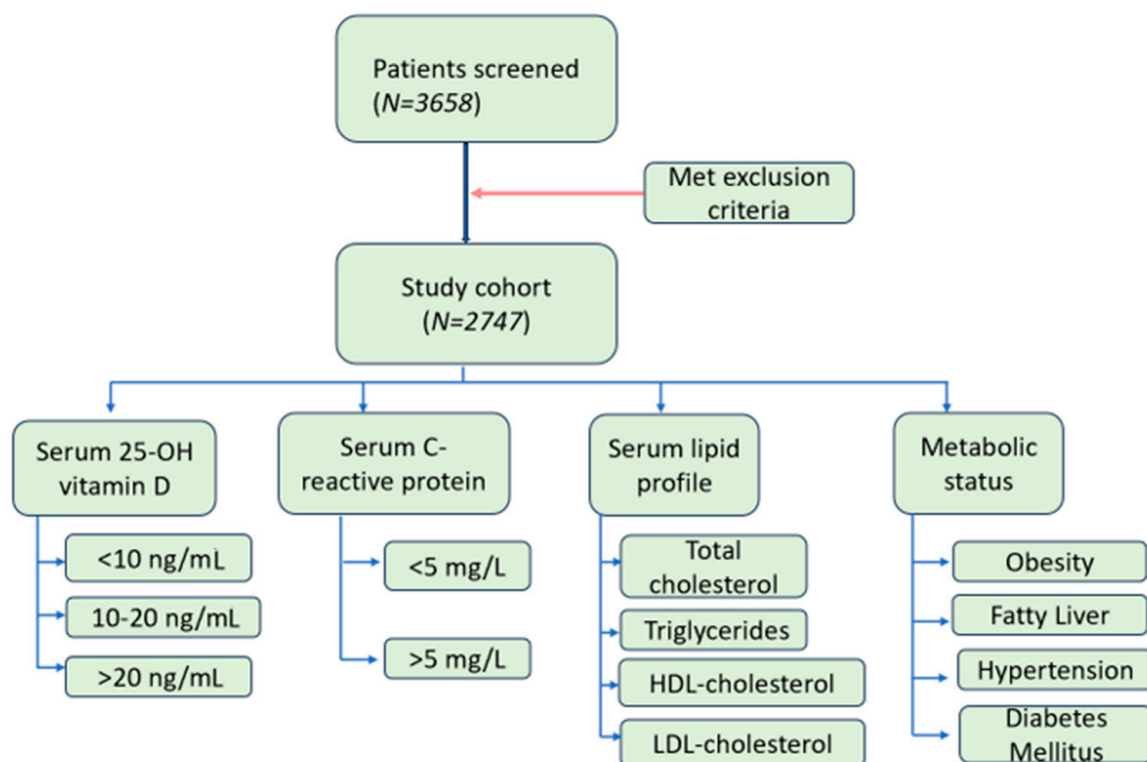 Patients screened
(N=3658)
Met exclusion
criteria
Study cohort
(N=2747)
Serum 25-OH
vitamin D
<10 ng/mL
10-20 ng/mL
>20 ng/mL
Serum C-
reactive protein
<5 mg/L
>5 mg/L
Serum lipid
profile
Total
cholesterol
Triglycerides
HDL-cholesterol
LDL-cholesterol
Metabolic
status
Obesity
Fatty Liver
Hypertension
Diabetes
Mellitus